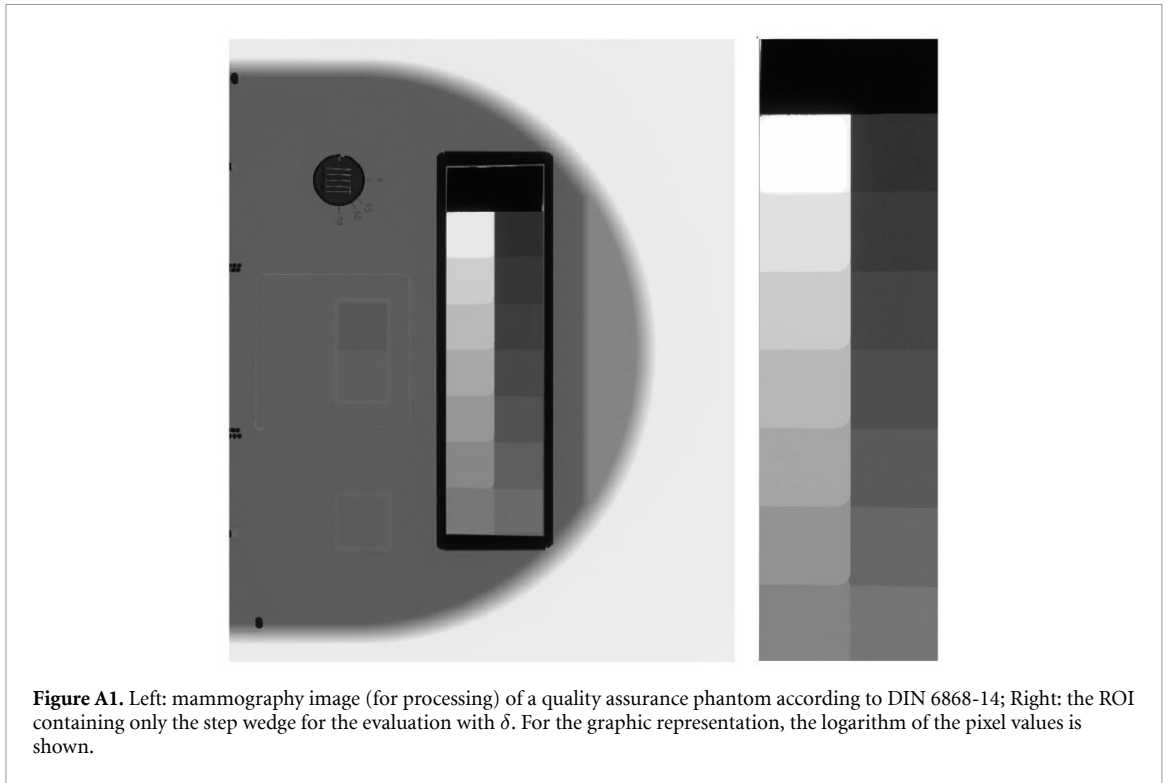 Figure A1. Left: mammography image (for processing) of a quality assurance phantom according to DIN 6868-14; Right: the ROI
containing only the step wedge for the evaluation with δ. For the graphic representation, the logarithm of the pixel values is
shown.